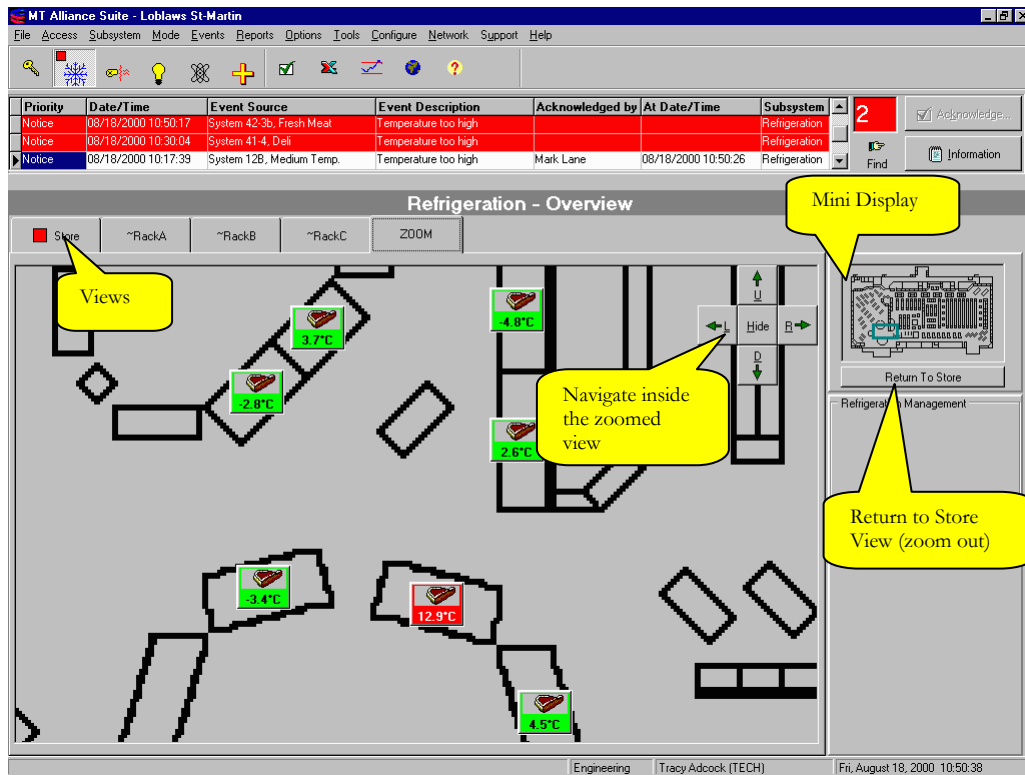 MT Alliance Suite - Loblaws St-Martin
File Access Subsystem Mode Events Reports Options Tools Configure Network Support Help
Priority Date/Time Event Source Event Description Acknowledged by At Date/Time Subsystem
Notice 08/18/2000 10:50:17 System 42-3b, Fresh Meat Temperature too high Refrigeration
Notice 08/18/2000 10:30:04 System 41-4, Deli Temperature too high Refrigeration
Notice 08/18/2000 10:17:39 System 12B, Medium Temp. Temperature too high Mark Lane 08/18/2000 10:50:26 Refrigeration
2
Acknowledge...
Find
Information
Refrigeration - Overview
Mini Display
Store ~RackA ~RackB ~RackC ZOOM
Views
U
L Hide R
D
3.7°C
-4.8°C
-2.8°C
2.6°C
Navigate inside
the zoomed
view
Return To Store
Refrigeration Management
Return to Store
View (zoom out)
-3.4°C
12.9°C
4.5°C
Engineering Tracy Adcock (TECH) Fri, August 18, 2000 10:50:38